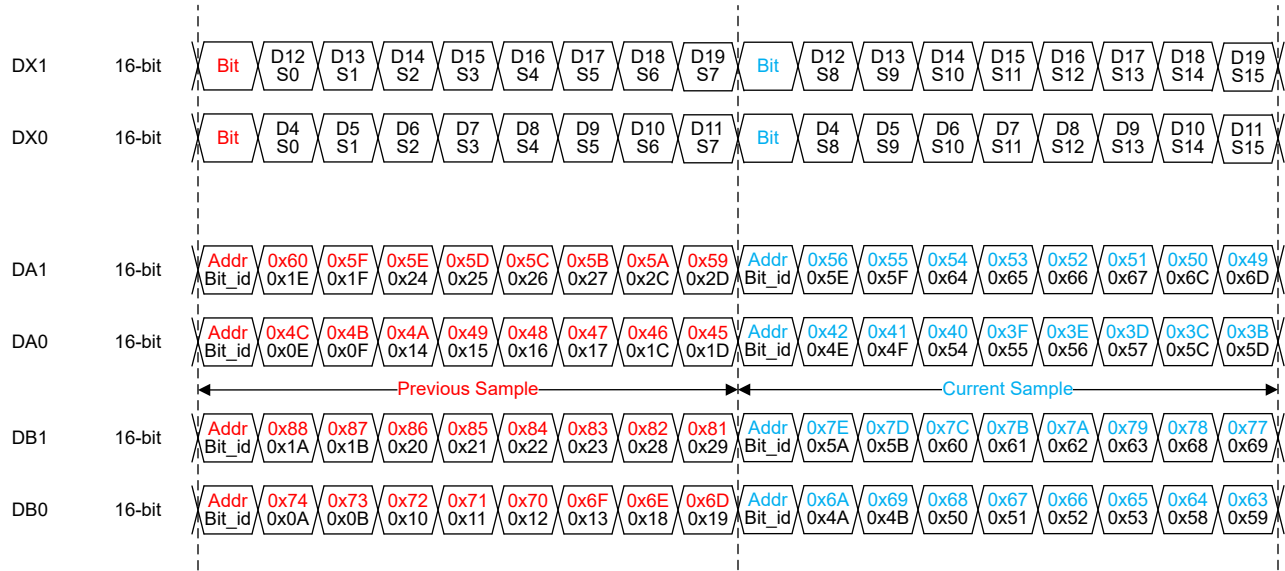 DX1 16-bit Bit D12 D13 D14 D15 D16 D17 D18 D19 Bit D12 D13 D14 D15 D16 D17 D18 D19
S0 S1 S2 S3 S4 S5 S6 S7 S8 S9 S10 S11 S12 S13 S14 S15
DX0 16-bit Bit D4 D5 D6 D7 D8 D9 D10 D11 Bit D4 D5 D6 D7 D8 D9 D10 D11
S0 S1 S2 S3 S4 S5 S6 S7 S8 S9 S10 S11 S12 S13 S14 S15
DA1 16-bit Addr 0x60 0x5F 0x5E 0x5D 0x5C 0x5B 0x5A 0x59 Addr 0x56 0x55 0x54 0x53 0x52 0x51 0x50 0x49
Bit_id 0x1E 0x1F 0x24 0x25 0x26 0x27 0x2C 0x2D Bit_id 0x5E 0x5F 0x64 0x65 0x66 0x67 0x6C 0x6D
DA0 16-bit Addr 0x4C 0x4B 0x4A 0x49 0x48 0x47 0x46 0x45 Addr 0x42 0x41 0x40 0x3F 0x3E 0x3D 0x3C 0x3B
Bit_id 0x0E 0x0F 0x14 0x15 0x16 0x17 0x1C 0x1D Bit_id 0x4E 0x4F 0x54 0x55 0x56 0x57 0x5C 0x5D
Previous Sample Current Sample
DB1 16-bit Addr 0x88 0x87 0x86 0x85 0x84 0x83 0x82 0x81 Addr 0x7E 0x7D 0x7C 0x7B 0x7A 0x79 0x78 0x77
Bit_id 0x1A 0x1B 0x20 0x21 0x22 0x23 0x28 0x29 Bit_id 0x5A 0x5B 0x60 0x61 0x62 0x63 0x68 0x69
DB0 16-bit Addr 0x74 0x73 0x72 0x71 0x70 0x6F 0x6E 0x6D Addr 0x6A 0x69 0x68 0x67 0x66 0x65 0x64 0x63
Bit_id 0x0A 0x0B 0x10 0x11 0x12 0x13 0x18 0x19 Bit_id 0x4A 0x4B 0x50 0x51 0x52 0x53 0x58 0x59